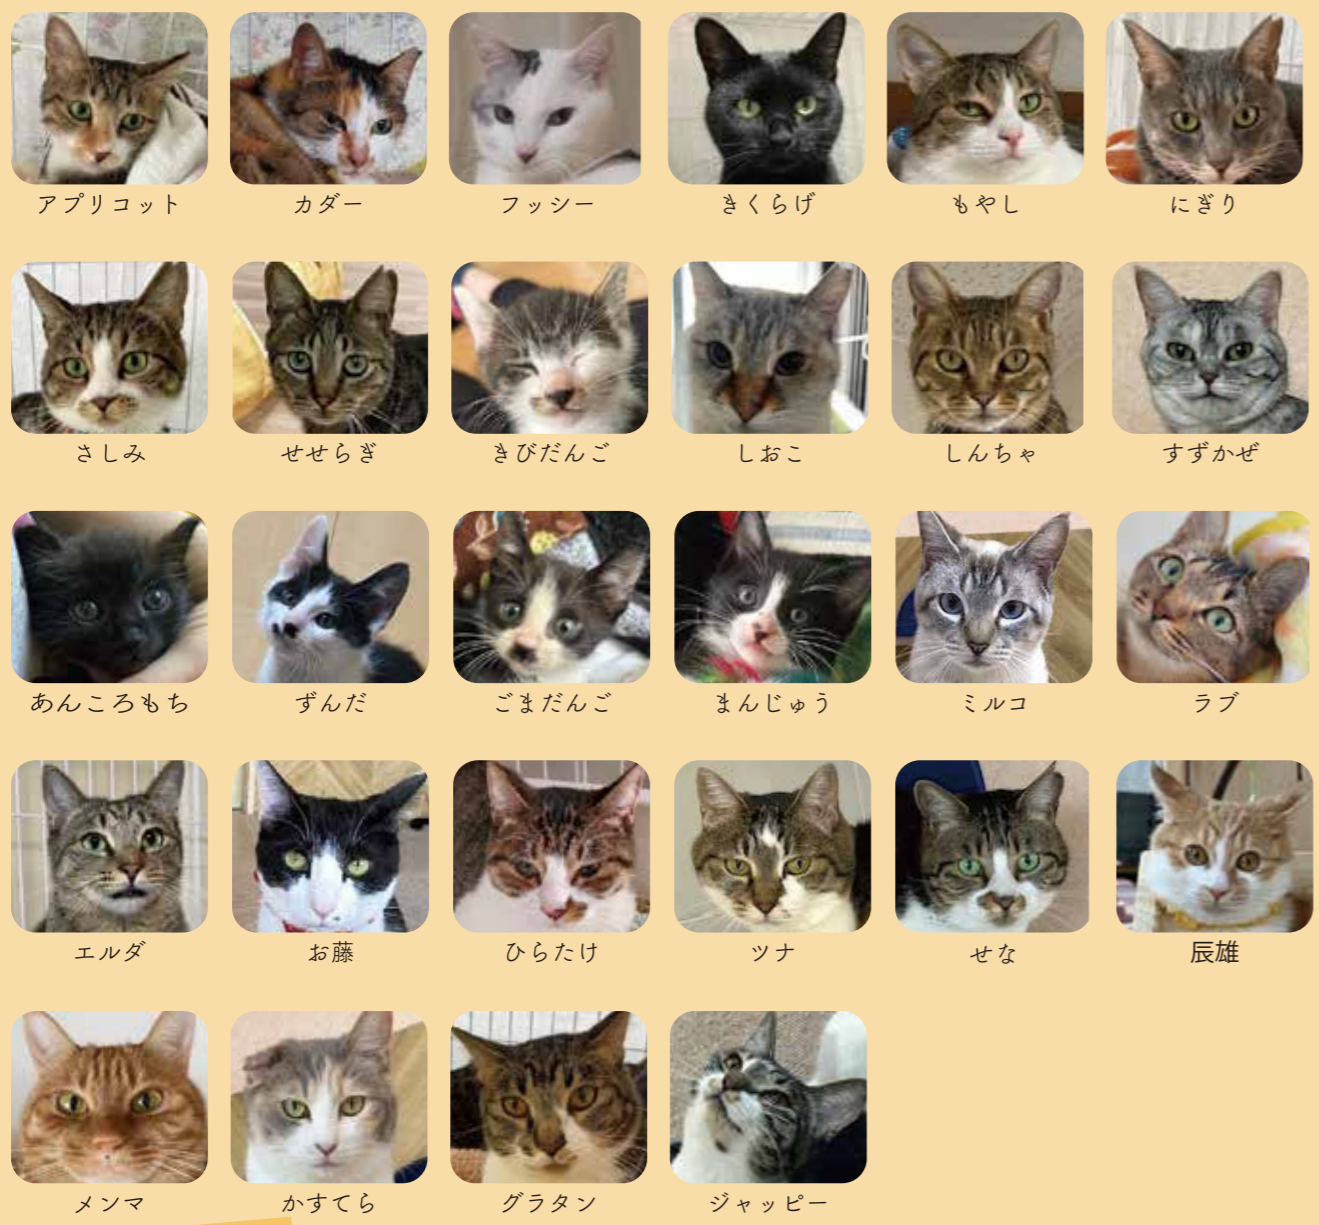 アプリコット
カダー
フッシー
きくらげ
もやし
にぎり
さしみ
せせらぎ
きびだんご
しおこ
しんちゃ
すずかぜ
あんころもち
ずんだ
ごまだんご
まんじゅう
ミルコ
ラブ
エルダ
お藤
ひらたけ
ツナ
せな
辰雄
メンマ
かすてら
グラタン
ジャッピー